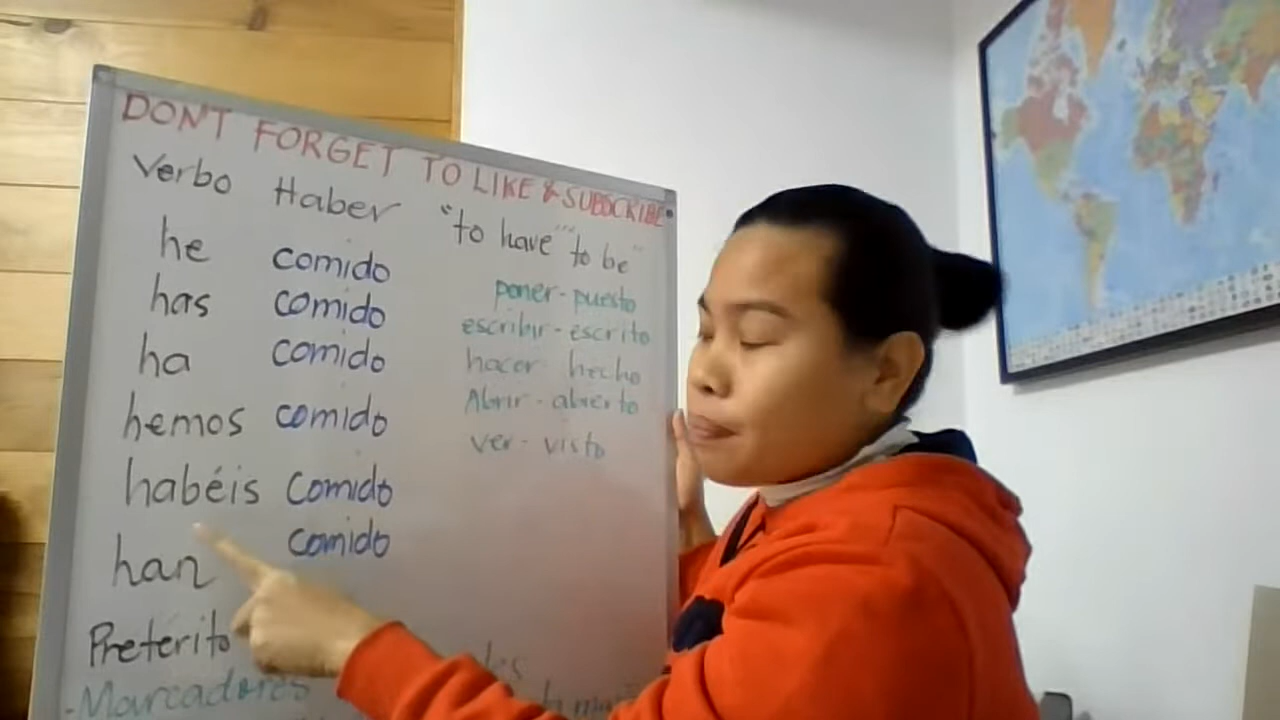 DON'T FORGET TO LIKE & SUBSCRIBE
Verbo Haber "to have" "to be"
he comido
has comido
ha comido
hemos comido
habéis comido
han comido
poner - puesto
escribir - escrito
hacer hecho
Abrir - abierto
ver - visto
Preterito
- Marcadores